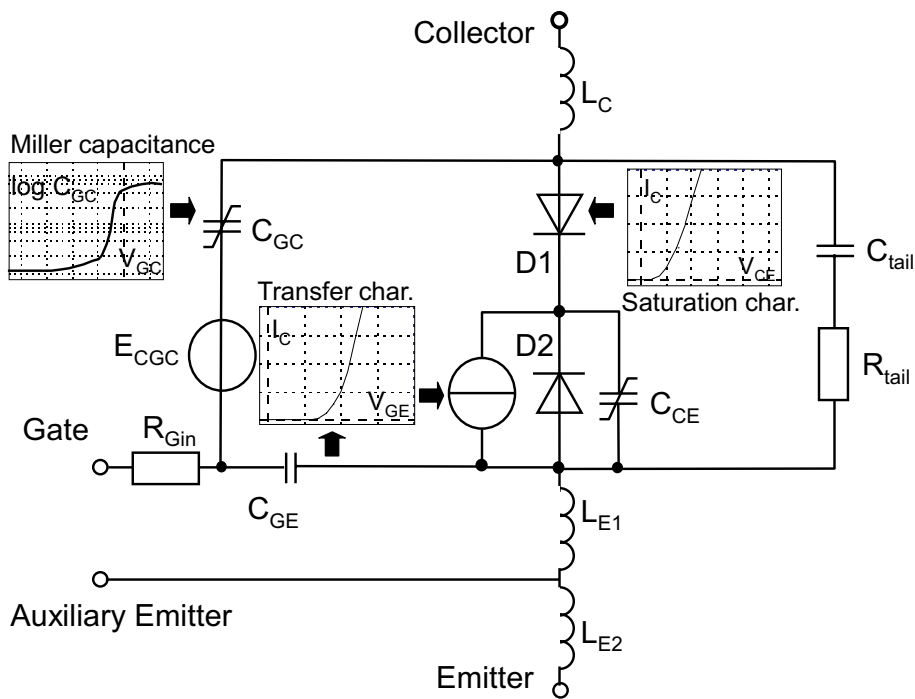 Collector
L_C
Miller capacitance
log C_GC
V_GC
C_GC
I_C
V_CE
Saturation char.
D1
C_tail
Transfer char.
I_C
V_GE
E_CGC
D2
C_CE
R_tail
Gate
R_Gin
C_GE
L_E1
Auxiliary Emitter
L_E2
Emitter